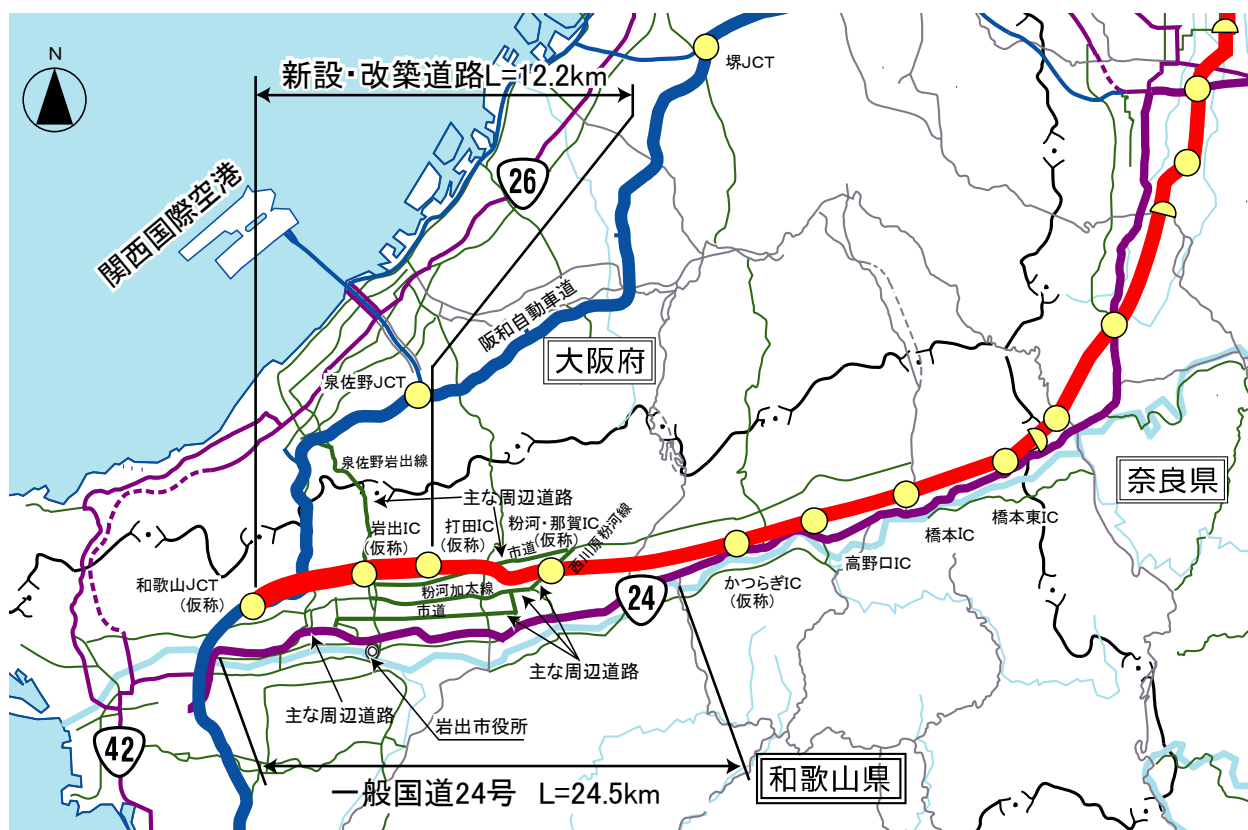 N
新設・改築道路L=12.2km
堺JCT
26
関西国際空港
阪和自動車道
大阪府
泉佐野JCT
奈良県
泉佐野岩出線
主な周辺道路
岩出IC
(仮称)
打田IC
(仮称)
粉河・那賀IC
(仮称)
市道
西川原粉河線
橋本東IC
橋本IC
高野口IC
かつらぎIC
(仮称)
和歌山JCT
(仮称)
粉河加太線
市道
24
主な周辺道路
主な周辺道路
岩出市役所
42
和歌山県
一般国道24号 L=24.5km